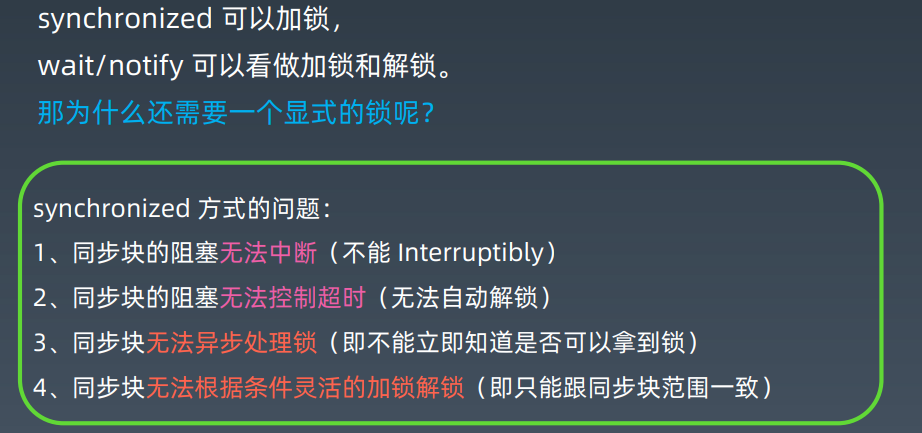 synchronized 可以加锁，
wait/notify 可以看做加锁和解锁。
那为什么还需要一个显式的锁呢？
synchronized 方式的问题：
1、同步块的阻塞无法中断（不能 Interruptibly）
2、同步块的阻塞无法控制超时（无法自动解锁）
3、同步块无法异步处理锁（即不能立即知道是否可以拿到锁）
4、同步块无法根据条件灵活的加锁解锁（即只能跟同步块范围一致）